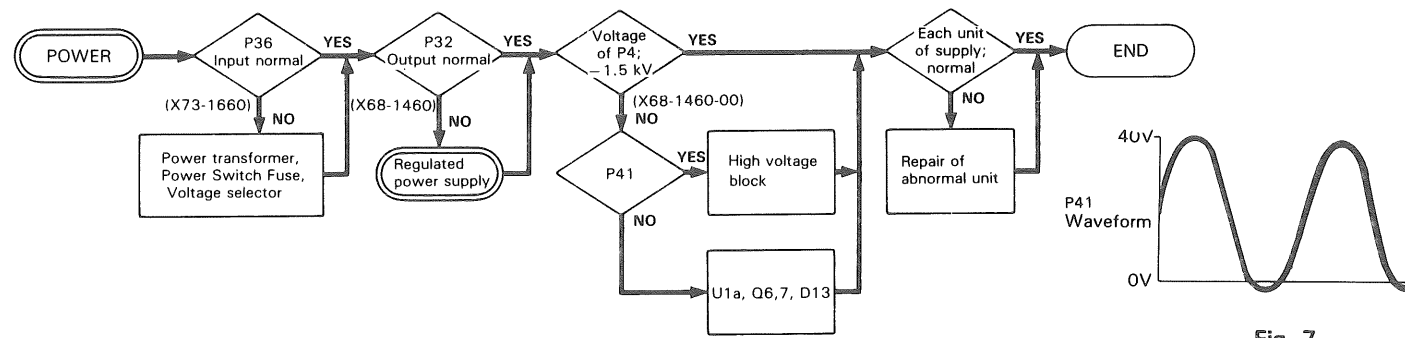 POWER
P36
Input normal
YES
(X73-1660)
NO
Power transformer,
Power Switch Fuse,
Voltage selector
P32
Output normal
YES
(X68-1460)
NO
Regulated
power supply
Voltage
of P4;
−1.5 kV
YES
(X68-1460-00)
NO
P41
YES
High voltage
block
NO
U1a, Q6,7, D13
Each unit
of supply;
normal
YES
NO
Repair of
abnormal unit
END
40V
P41
Waveform
0V
Fig. 7